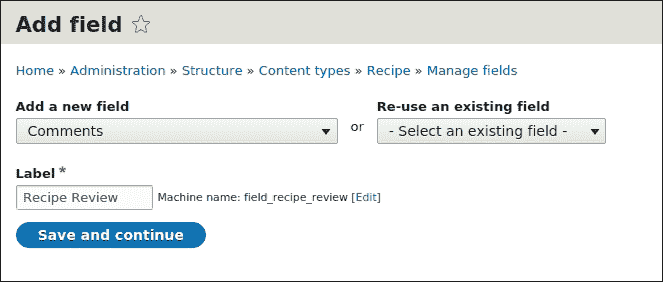 Add field
Home » Administration » Structure » Content types » Recipe » Manage fields
Add a new field
Re-use an existing field
Comments
or
- Select an existing field -
Label *
Recipe Review
Machine name: field_recipe_review [Edit]
Save and continue